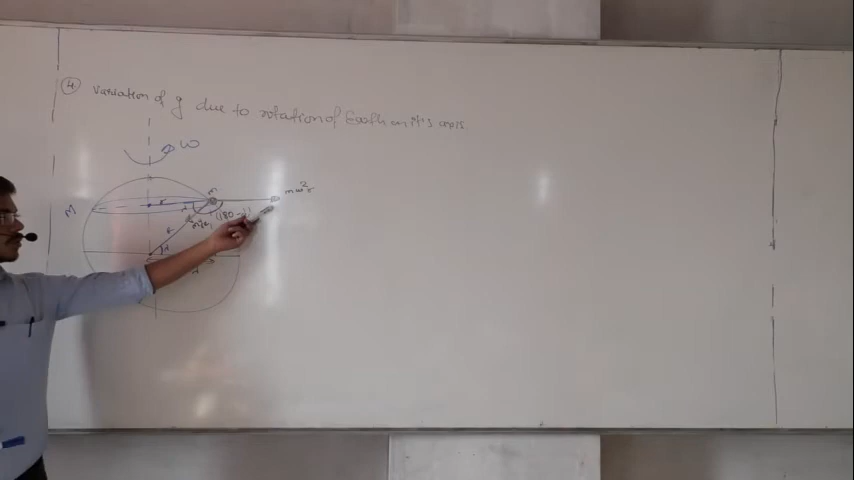 4. Variation of g due to rotation of Earth on it's axis
ω
mω²r
m
M
r
λ
(180-λ)
R
λ